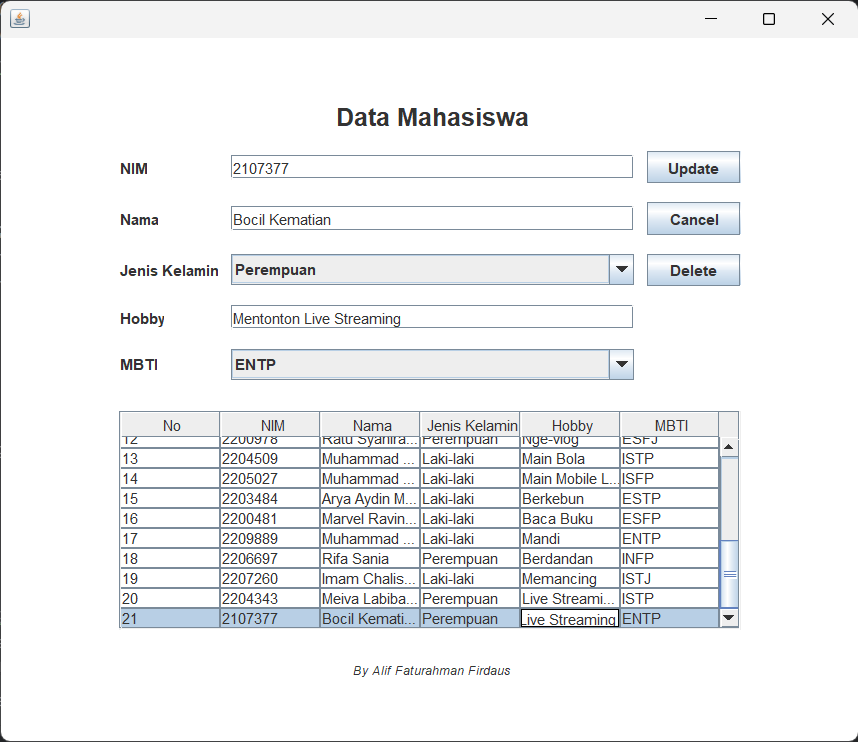 Data Mahasiswa
NIM 2107377 Update
Nama Bocil Kematian Cancel
Jenis Kelamin Perempuan Delete
Hobby Mentonton Live Streaming
MBTI ENTP
No NIM Nama Jenis Kelamin Hobby MBTI
12 2200978 Ratu Syahira... Perempuan Nge-vlog ESFJ
13 2204509 Muhammad ... Laki-laki Main Bola ISTP
14 2205027 Muhammad ... Laki-laki Main Mobile L... ISFP
15 2203484 Arya Aydin M... Laki-laki Berkebun ESTP
16 2200481 Marvel Ravin... Laki-laki Baca Buku ESFP
17 2209889 Muhammad ... Laki-laki Mandi ENTP
18 2206697 Rifa Sania Perempuan Berdandan INFP
19 2207260 Imam Chalis... Laki-laki Memancing ISTJ
20 2204343 Meiva Labiba... Perempuan Live Streami... ISTP
21 2107377 Bocil Kemati... Perempuan Live Streaming ENTP
By Alif Faturahman Firdaus